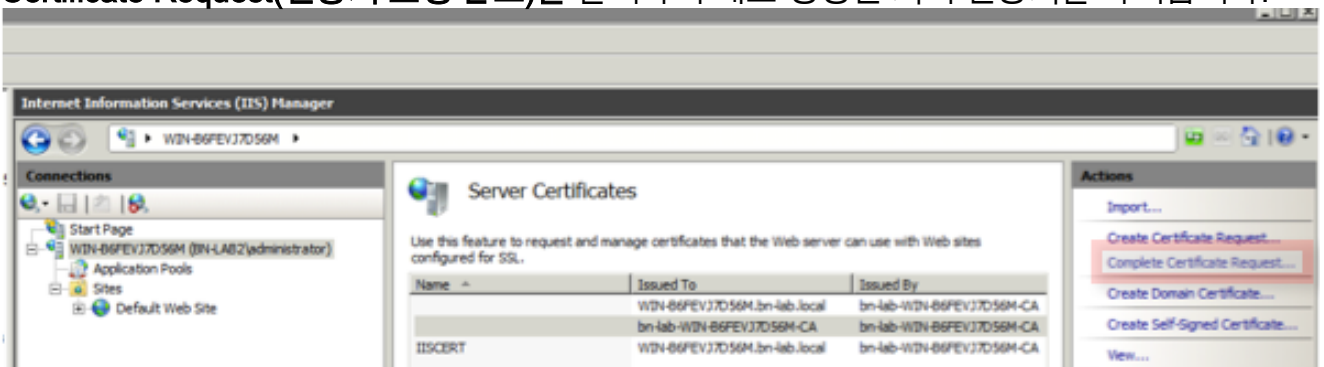 Certificate Request
Internet Information Services (IIS) Manager
WIN-B6FEVJ7D56M
Connections
Start Page
WIN-B6FEVJ7D56M (BN-LAB2\administrator)
Application Pools
Sites
Default Web Site
Server Certificates
Use this feature to request and manage certificates that the Web server can use with Web sites
configured for SSL.
Name Issued To Issued By
WIN-B6FEVJ7D56M.bn-lab.local bn-lab-WIN-B6FEVJ7D56M-CA
bn-lab-WIN-B6FEVJ7D56M-CA bn-lab-WIN-B6FEVJ7D56M-CA
IISCERT WIN-B6FEVJ7D56M.bn-lab.local bn-lab-WIN-B6FEVJ7D56M-CA
Actions
Import...
Create Certificate Request...
Complete Certificate Request...
Create Domain Certificate...
Create Self-Signed Certificate...
View...